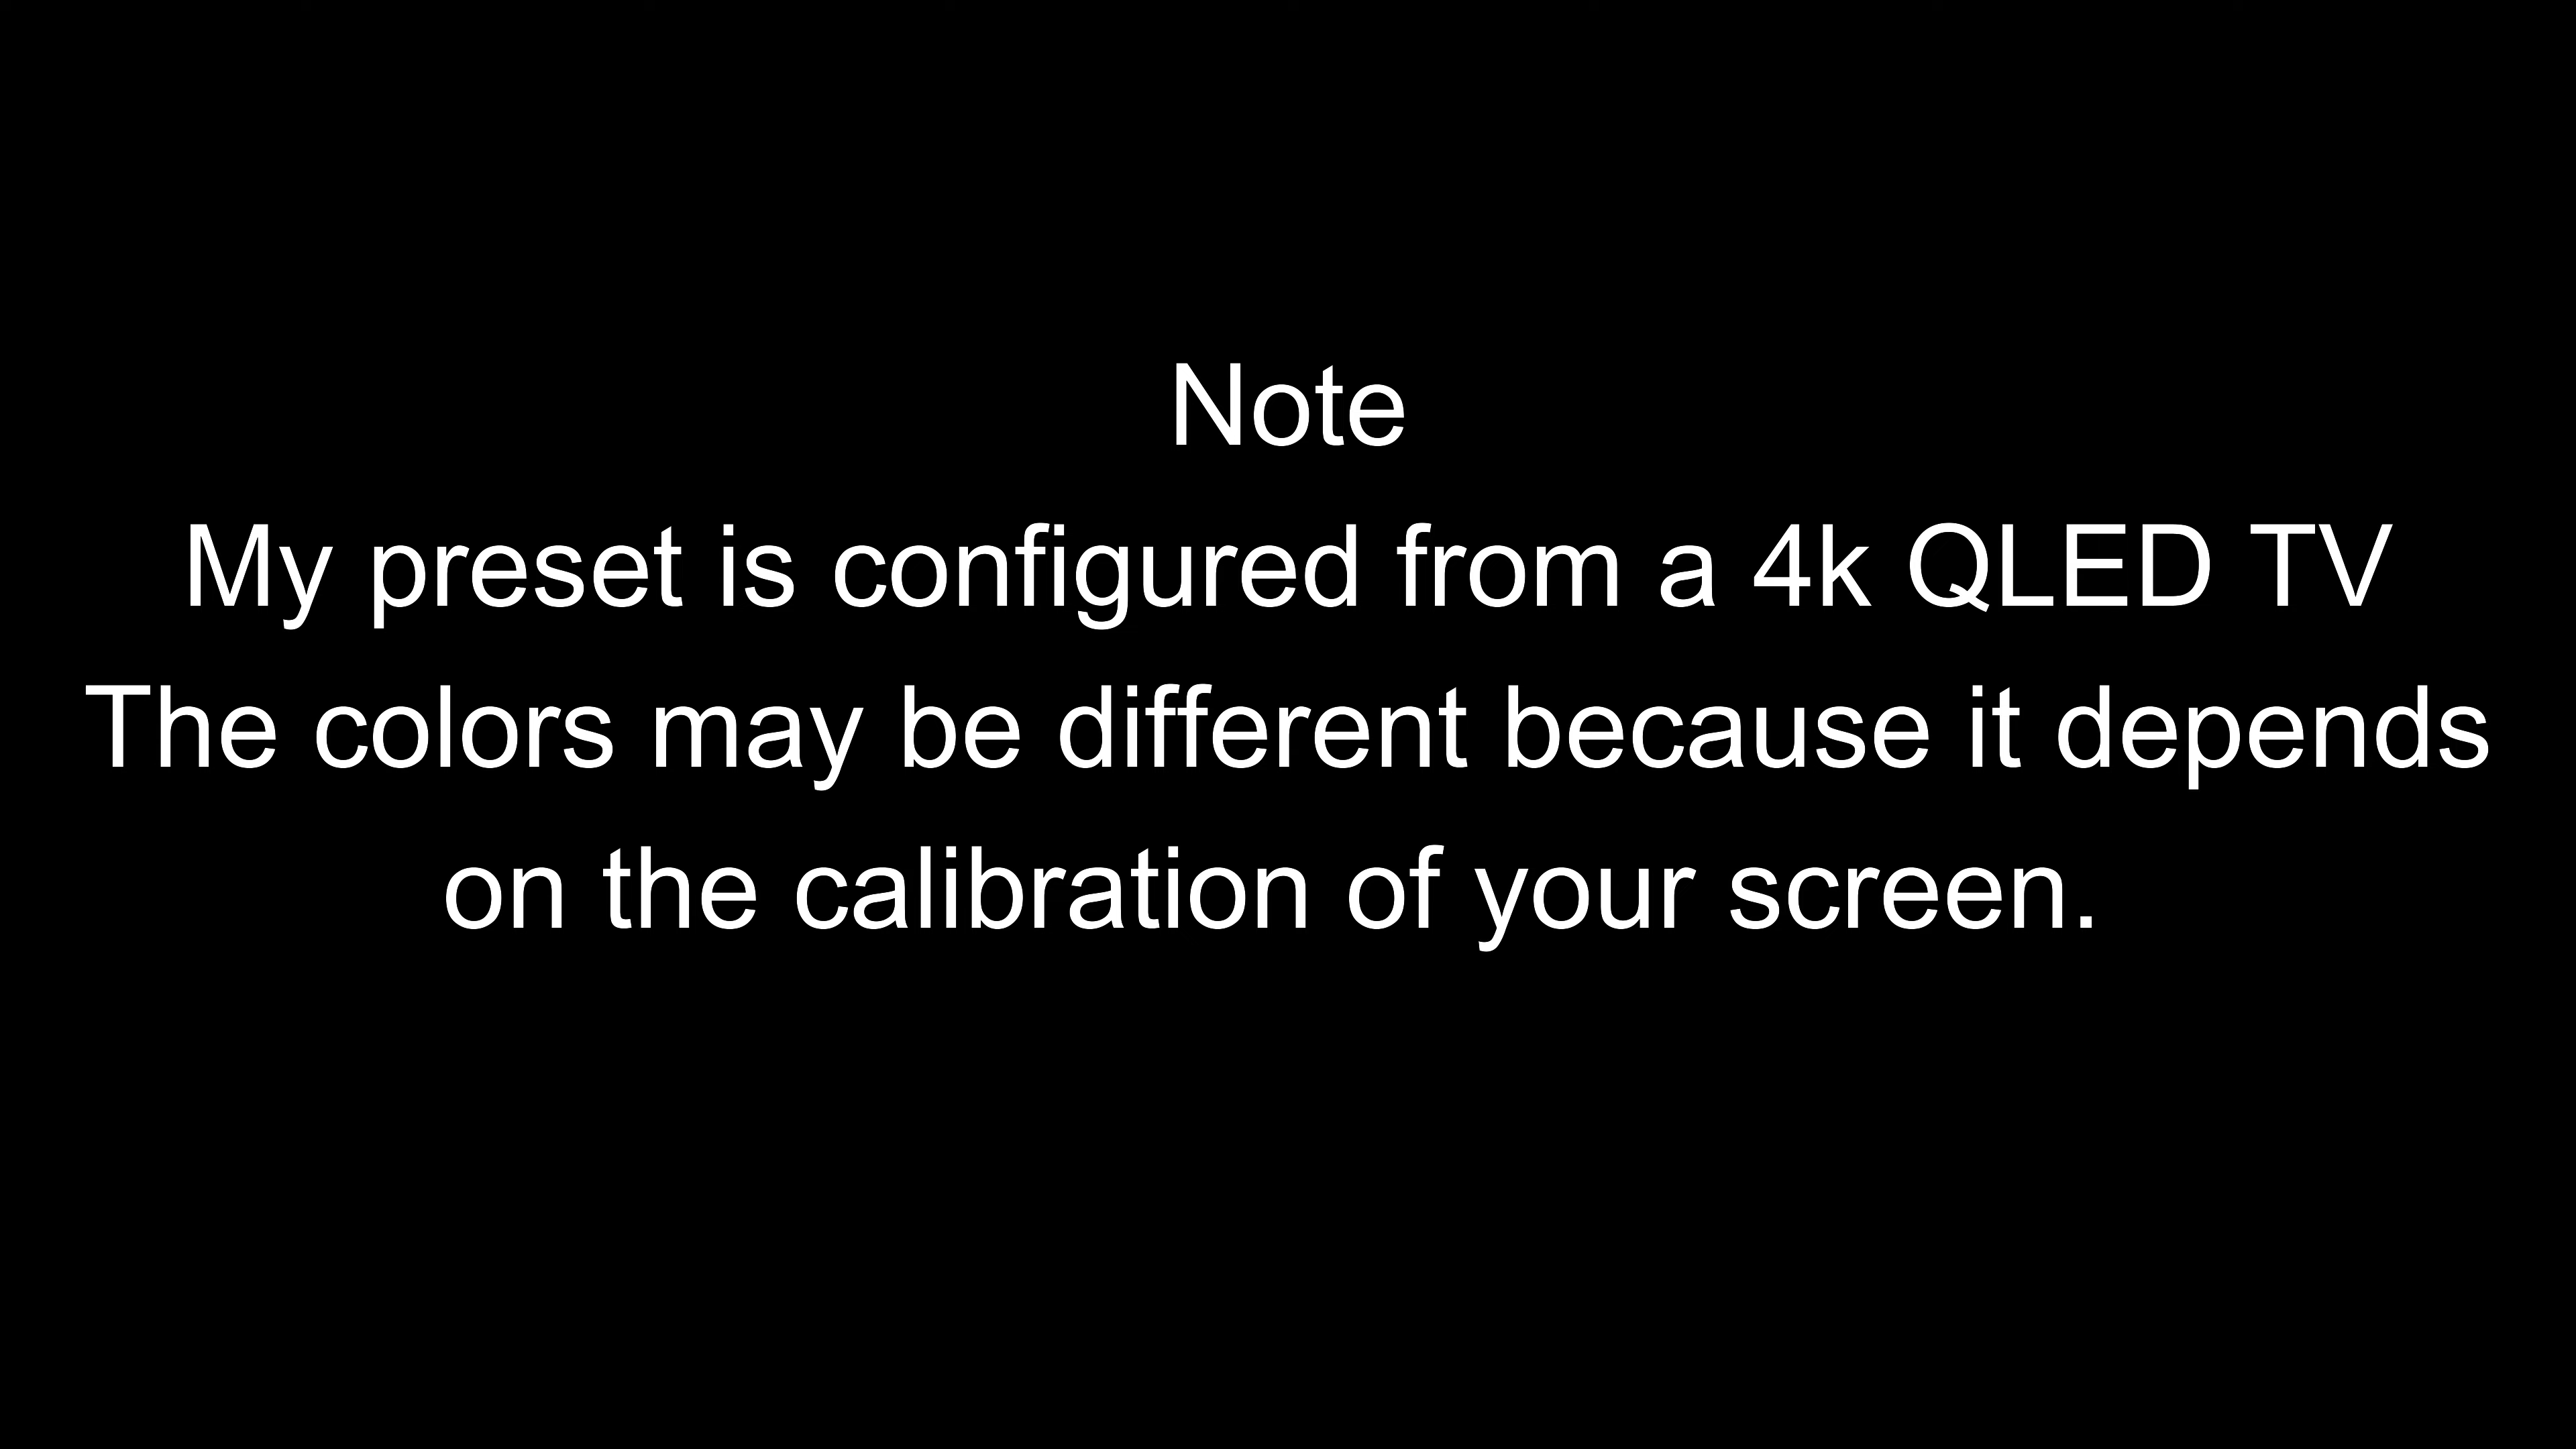 Note
My preset is configured from a 4k QLED TV
The colors may be different because it depends
on the calibration of your screen.